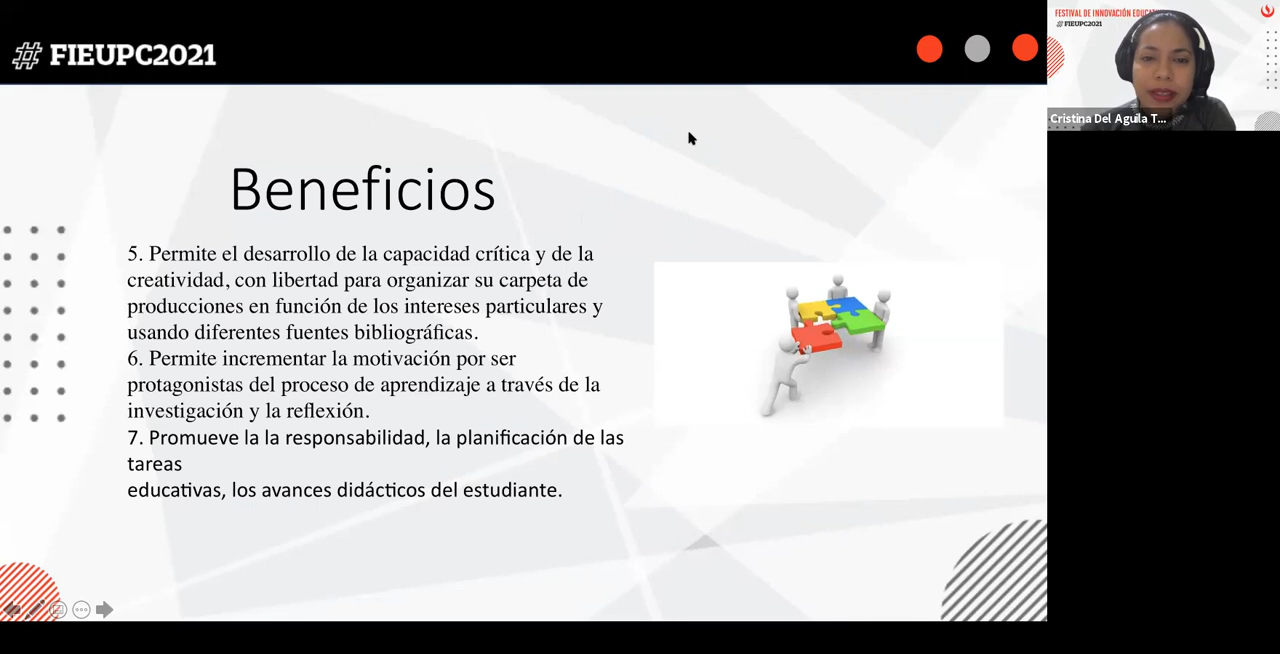 # FIEUPC2021
Beneficios
5. Permite el desarrollo de la capacidad crítica y de la
creatividad, con libertad para organizar su carpeta de
producciones en función de los intereses particulares y
usando diferentes fuentes bibliográficas.
6. Permite incrementar la motivación por ser
protagonistas del proceso de aprendizaje a través de la
investigación y la reflexión.
7. Promueve la la responsabilidad, la planificación de las
tareas
educativas, los avances didácticos del estudiante.
FESTIVAL DE INNOVACIÓN
# FIEUPC2021
Cristina Del Aguila T...